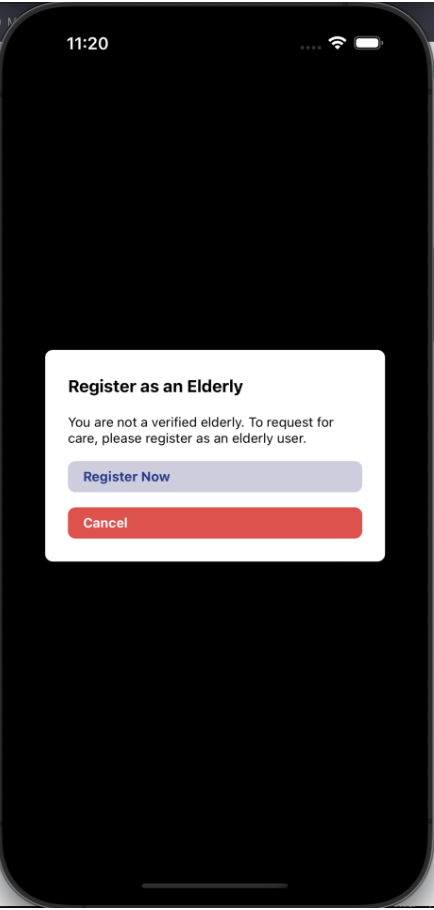 11:20
Register as an Elderly
You are not a verified elderly. To request for
care, please register as an elderly user.
Register Now
Cancel